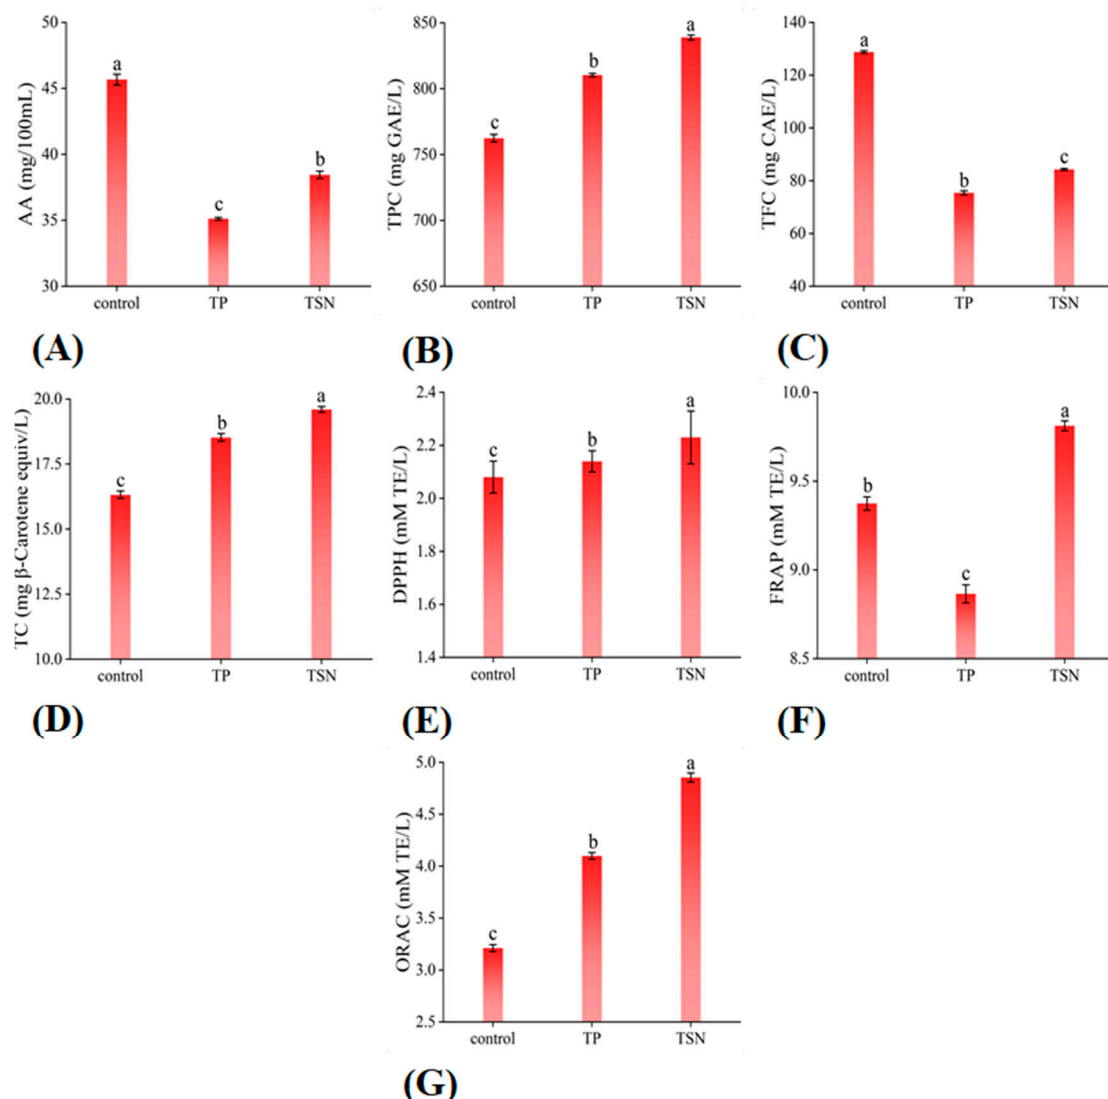 AA (mg/100mL)
50
45
40
35
30
a
c
b
control TP TSN
(A)
TPC (mg GAE/L)
850
800
750
700
650
c
b
a
control TP TSN
(B)
TFC (mg CAE/L)
140
120
100
80
60
40
a
b
c
control TP TSN
(C)
TC (mg β-Carotene equiv/L)
20.0
17.5
15.0
12.5
10.0
c
b
a
control TP TSN
(D)
DPPH (mM TE/L)
2.4
2.2
2.0
1.8
1.6
1.4
c
b
a
control TP TSN
(E)
FRAP (mM TE/L)
10.0
9.5
9.0
8.5
b
c
a
control TP TSN
(F)
ORAC (mM TE/L)
5.0
4.5
4.0
3.5
3.0
2.5
c
b
a
control TP TSN
(G)